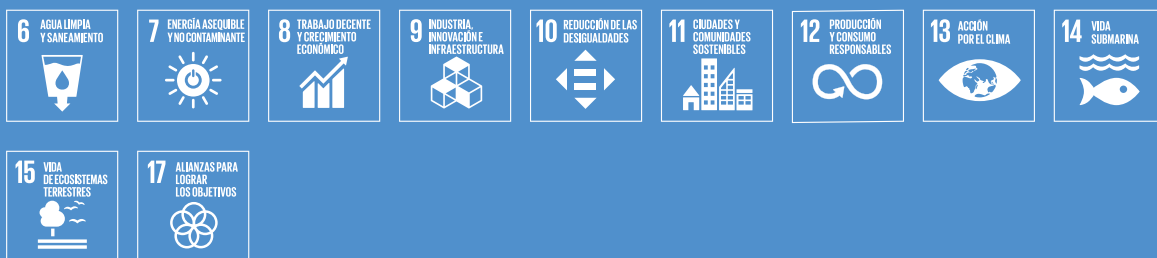 6 AGUA LIMPIA
Y SANEAMIENTO
7 ENERGÍA ASEQUIBLE
Y NO CONTAMINANTE
8 TRABAJO DECENTE
Y CRECIMIENTO
ECONÓMICO
9 INDUSTRIA,
INNOVACIÓN E
INFRAESTRUCTURA
10 REDUCCIÓN DE LAS
DESIGUALDADES
11 CIUDADES Y
COMUNIDADES
SOSTENIBLES
12 PRODUCCIÓN
Y CONSUMO
RESPONSABLES
13 ACCIÓN
POR EL CLIMA
14 VIDA
SUBMARINA
15 VIDA
DE ECOSISTEMAS
TERRESTRES
17 ALIANZAS PARA
LOGRAR
LOS OBJETIVOS